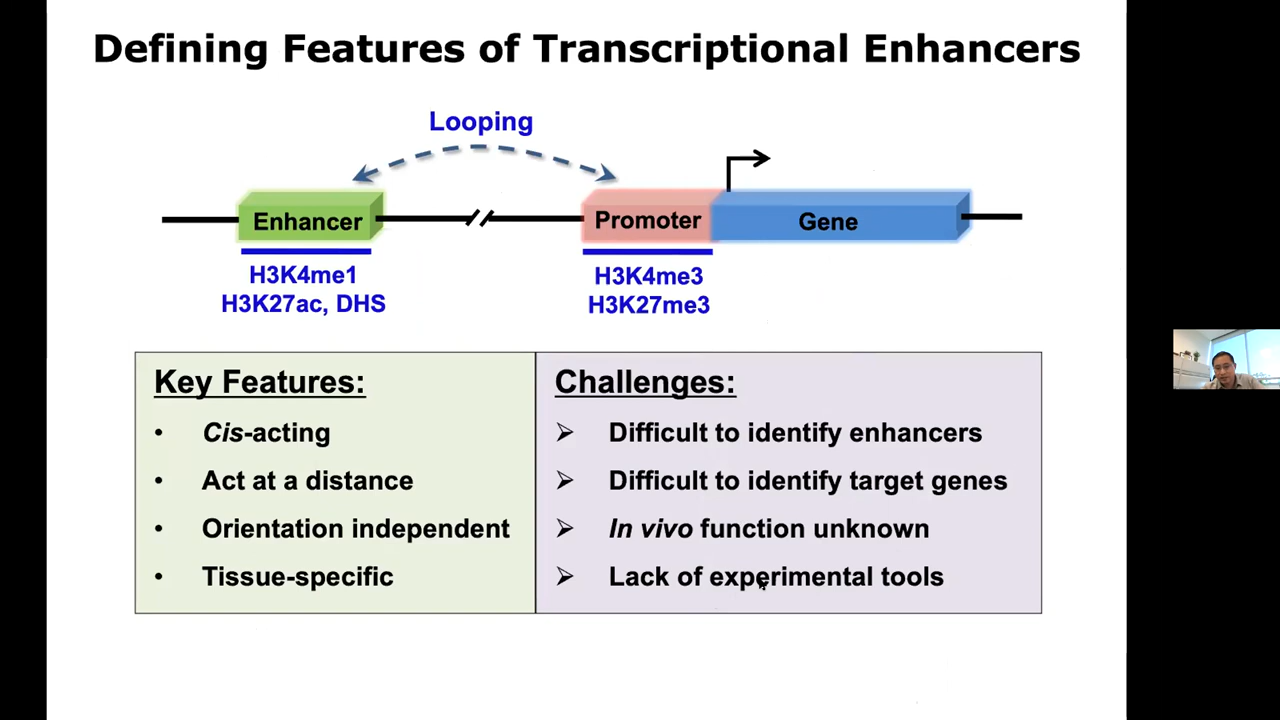 Defining Features of Transcriptional Enhancers
Looping
Enhancer
Promoter
Gene
H3K4me1
H3K27ac, DHS
H3K4me3
H3K27me3
Key Features:
• Cis-acting
• Act at a distance
• Orientation independent
• Tissue-specific
Challenges:
➢ Difficult to identify enhancers
➢ Difficult to identify target genes
➢ In vivo function unknown
➢ Lack of experimental tools